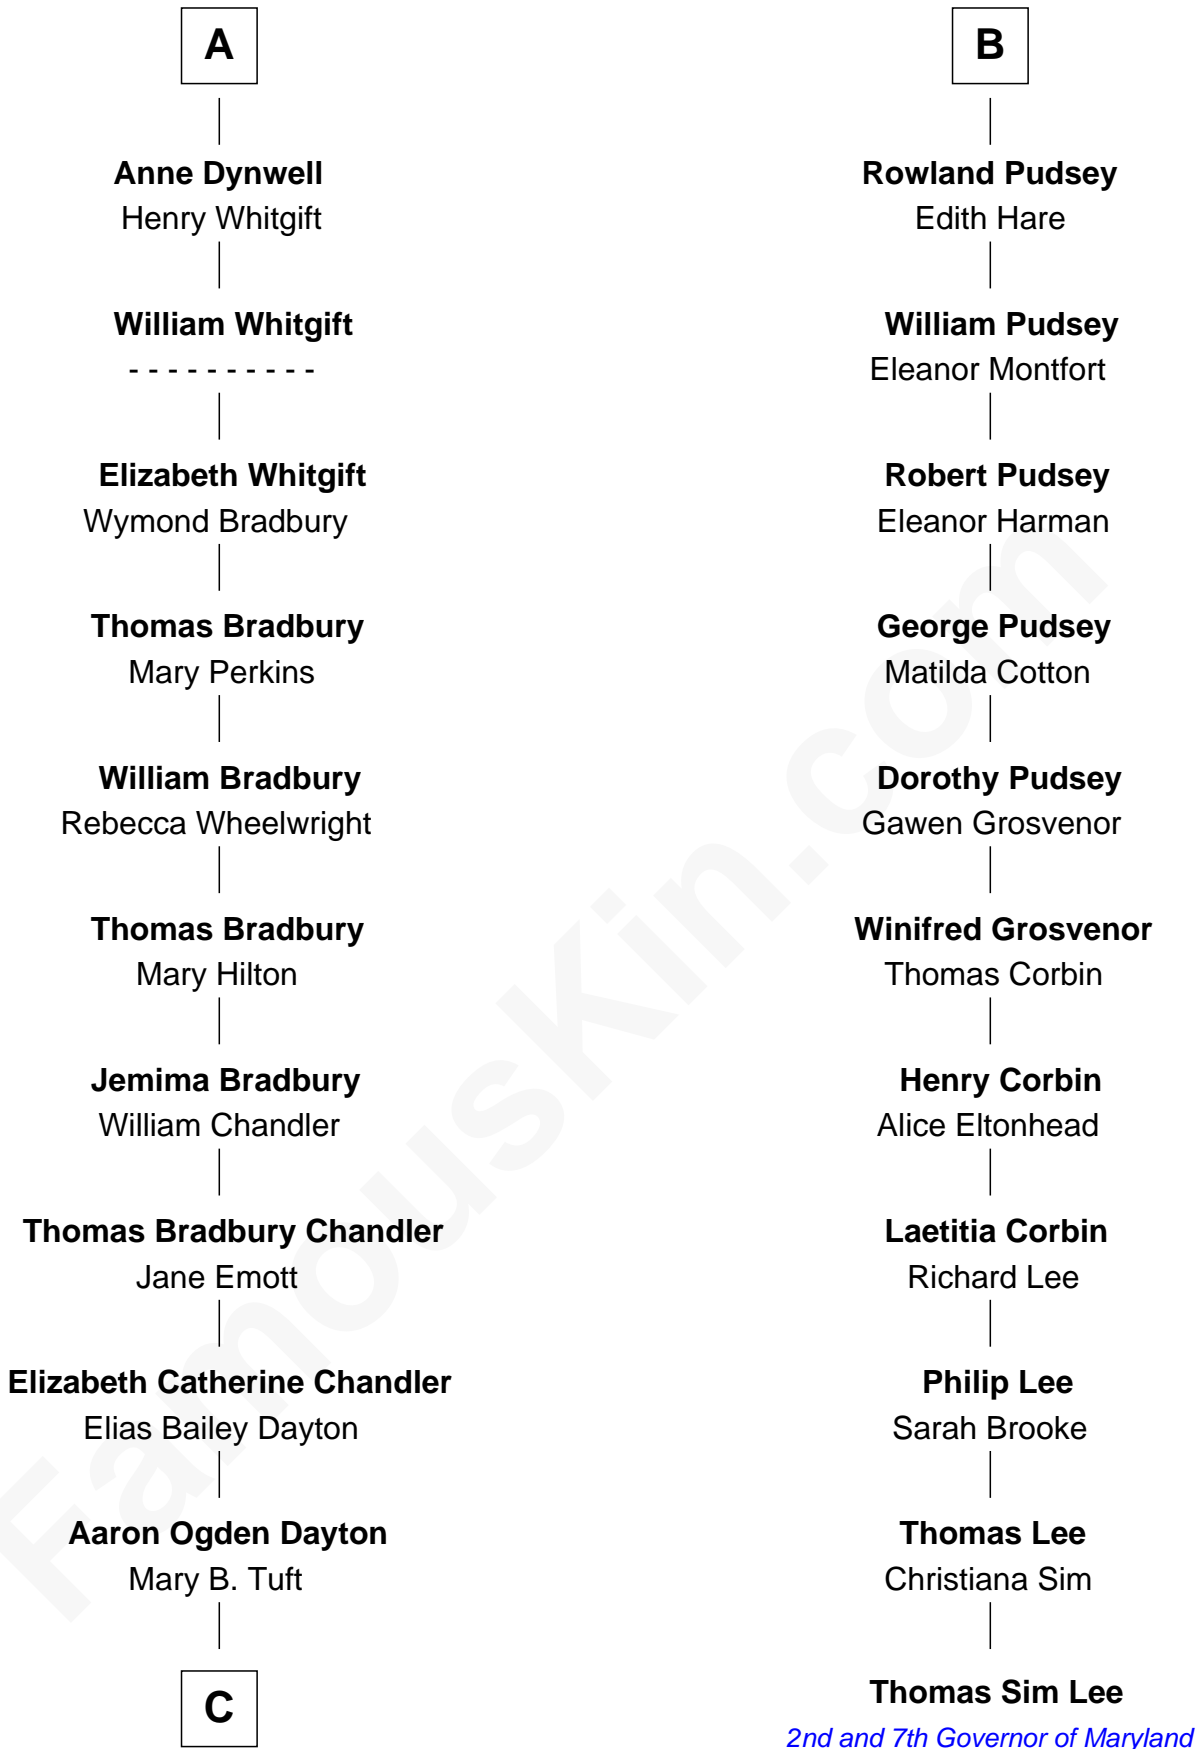 A
Anne Dynwell
Henry Whitgift
William Whitgift
- - - - - - - - - -
Elizabeth Whitgift
Wymond Bradbury
Thomas Bradbury
Mary Perkins
William Bradbury
Rebecca Wheelwright
Thomas Bradbury
Mary Hilton
Jemima Bradbury
William Chandler
Thomas Bradbury Chandler
Jane Emott
Elizabeth Catherine Chandler
Elias Bailey Dayton
Aaron Ogden Dayton
Mary B. Tuft
C
B
Rowland Pudsey
Edith Hare
William Pudsey
Eleanor Montfort
Robert Pudsey
Eleanor Harman
George Pudsey
Matilda Cotton
Dorothy Pudsey
Gawen Grosvenor
Winifred Grosvenor
Thomas Corbin
Henry Corbin
Alice Eltonhead
Laetitia Corbin
Richard Lee
Philip Lee
Sarah Brooke
Thomas Lee
Christiana Sim
Thomas Sim Lee
2nd and 7th Governor of Maryland
FamousKin.com